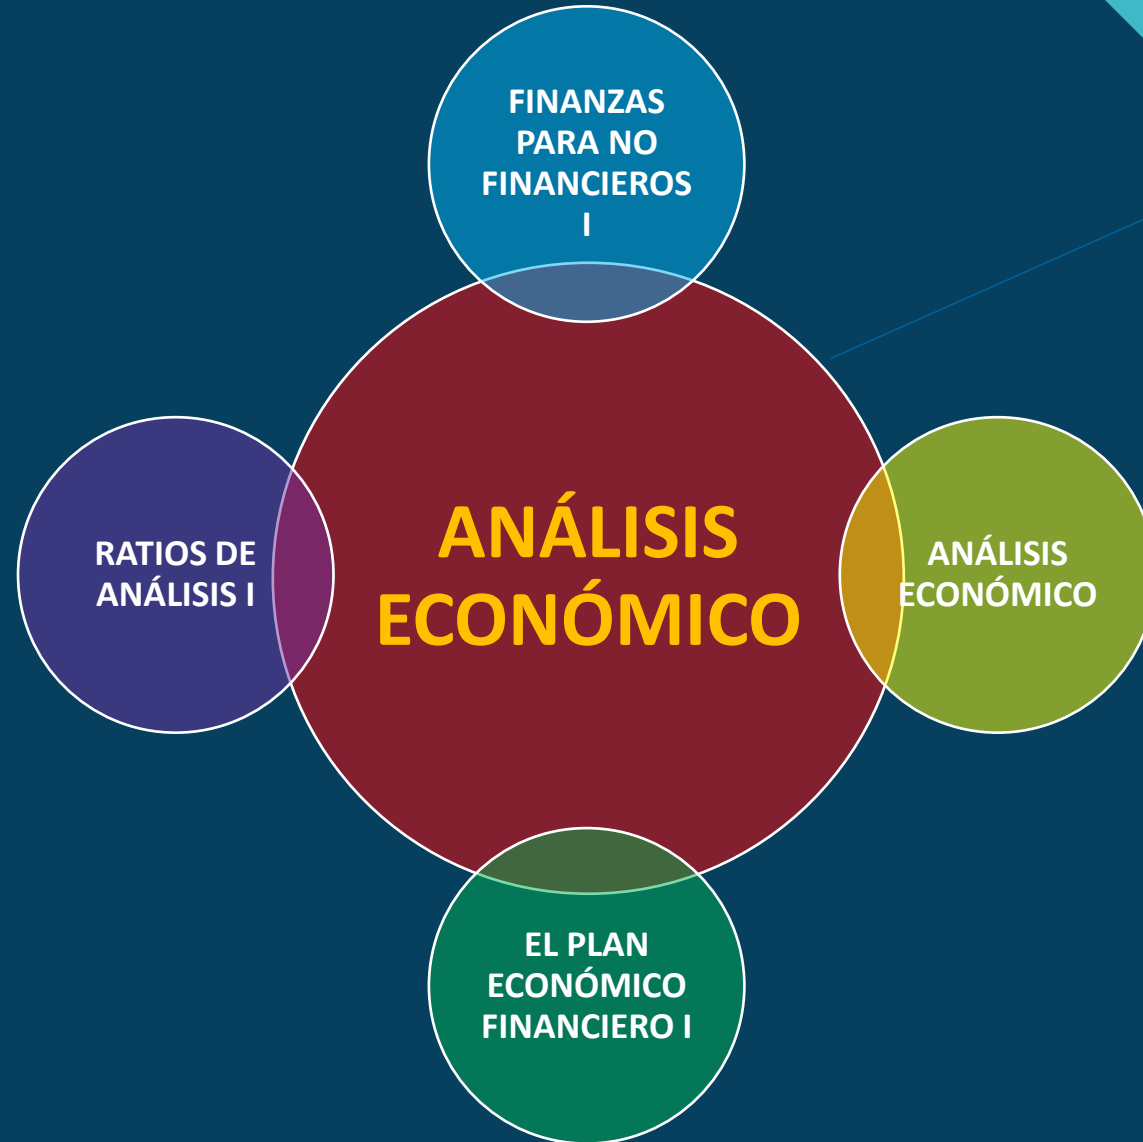 FINANZAS
PARA NO
FINANCIEROS
I
RATIOS DE
ANÁLISIS I
ANÁLISIS
ECONÓMICO
ANÁLISIS
ECONÓMICO
EL PLAN
ECONÓMICO
FINANCIERO I